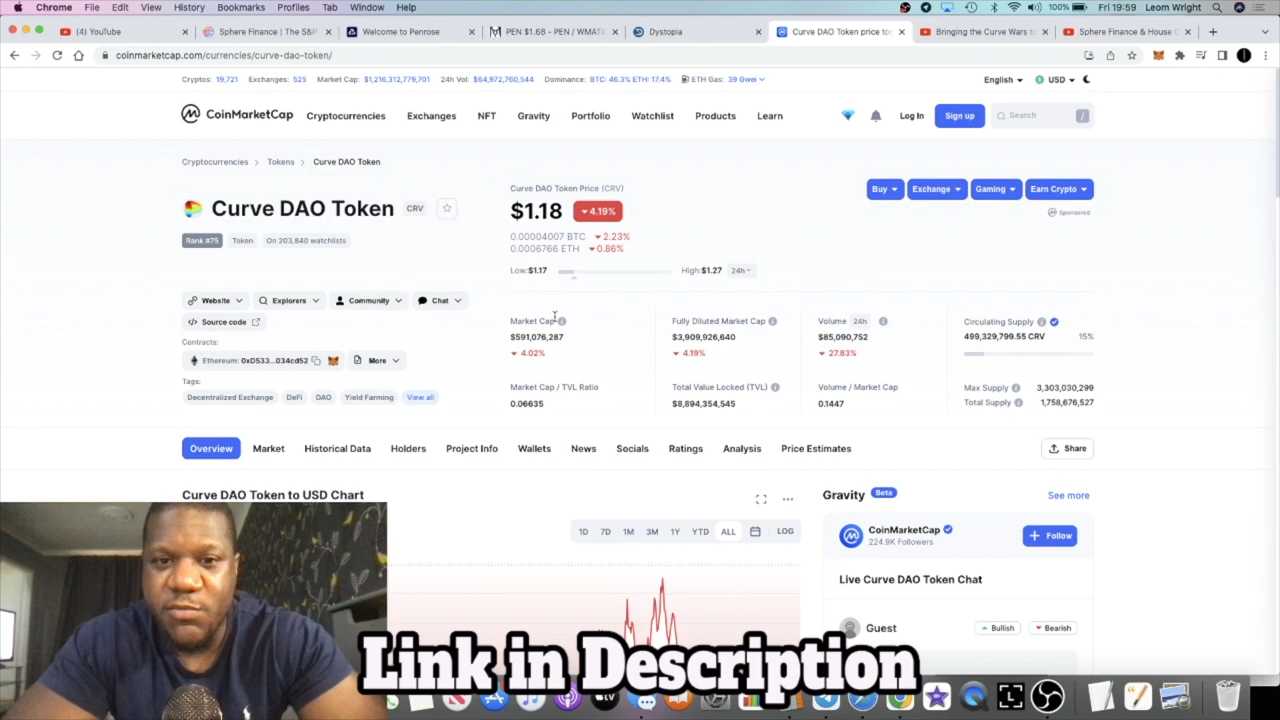 Chrome File Edit View History Bookmarks Profiles Tab Window Help 100% Fri 19:59 Leom Wright
(4) YouTube Sphere Finance | The S&P Welcome to Penrose PEN $1.68 - PEN / WMATI Dystopia Curve DAO Token price to Bringing the Curve Wars t Sphere Finance & House C
coinmarketcap.com/currencies/curve-dao-token/
Cryptos: 19,721 Exchanges: 525 Market Cap: $1,216,312,779,701 24h Vol: $64,972,760,544 Dominance: BTC: 46.3% ETH: 17.4% ETH Gas: 39 Gwei English USD
CoinMarketCap Cryptocurrencies Exchanges NFT Gravity Portfolio Watchlist Products Learn Log In Sign up Search /
Cryptocurrencies > Tokens > Curve DAO Token
Curve DAO Token Price (CRV) Buy Exchange Gaming Earn Crypto
Curve DAO Token CRV $1.18 4.19% Sponsored
0.00004007 BTC 2.23%
Rank #75 Token On 203,840 watchlists 0.0006766 ETH 0.86%
Low:$1.17 High:$1.27 24h
Website Explorers Community Chat
Source code Market Cap Fully Diluted Market Cap Volume 24h Circulating Supply
$591,076,287 $3,909,926,640 $85,090,752 499,329,799.55 CRV 15%
Contracts: 4.02% 4.19% 27.83%
Ethereum: 0xD533...034cd52 More
Tags: Market Cap / TVL Ratio Total Value Locked (TVL) Volume / Market Cap Max Supply 3,303,030,299
Decentralized Exchange DeFi DAO Yield Farming View all 0.06635 $8,894,354,545 0.1447 Total Supply 1,758,676,527
Overview Market Historical Data Holders Project Info Wallets News Socials Ratings Analysis Price Estimates Share
Curve DAO Token to USD Chart Gravity Beta See more
1D 7D 1M 3M 1Y YTD ALL LOG CoinMarketCap Follow
224.9K Followers
Live Curve DAO Token Chat
Guest Bullish Bearish
Link in Description